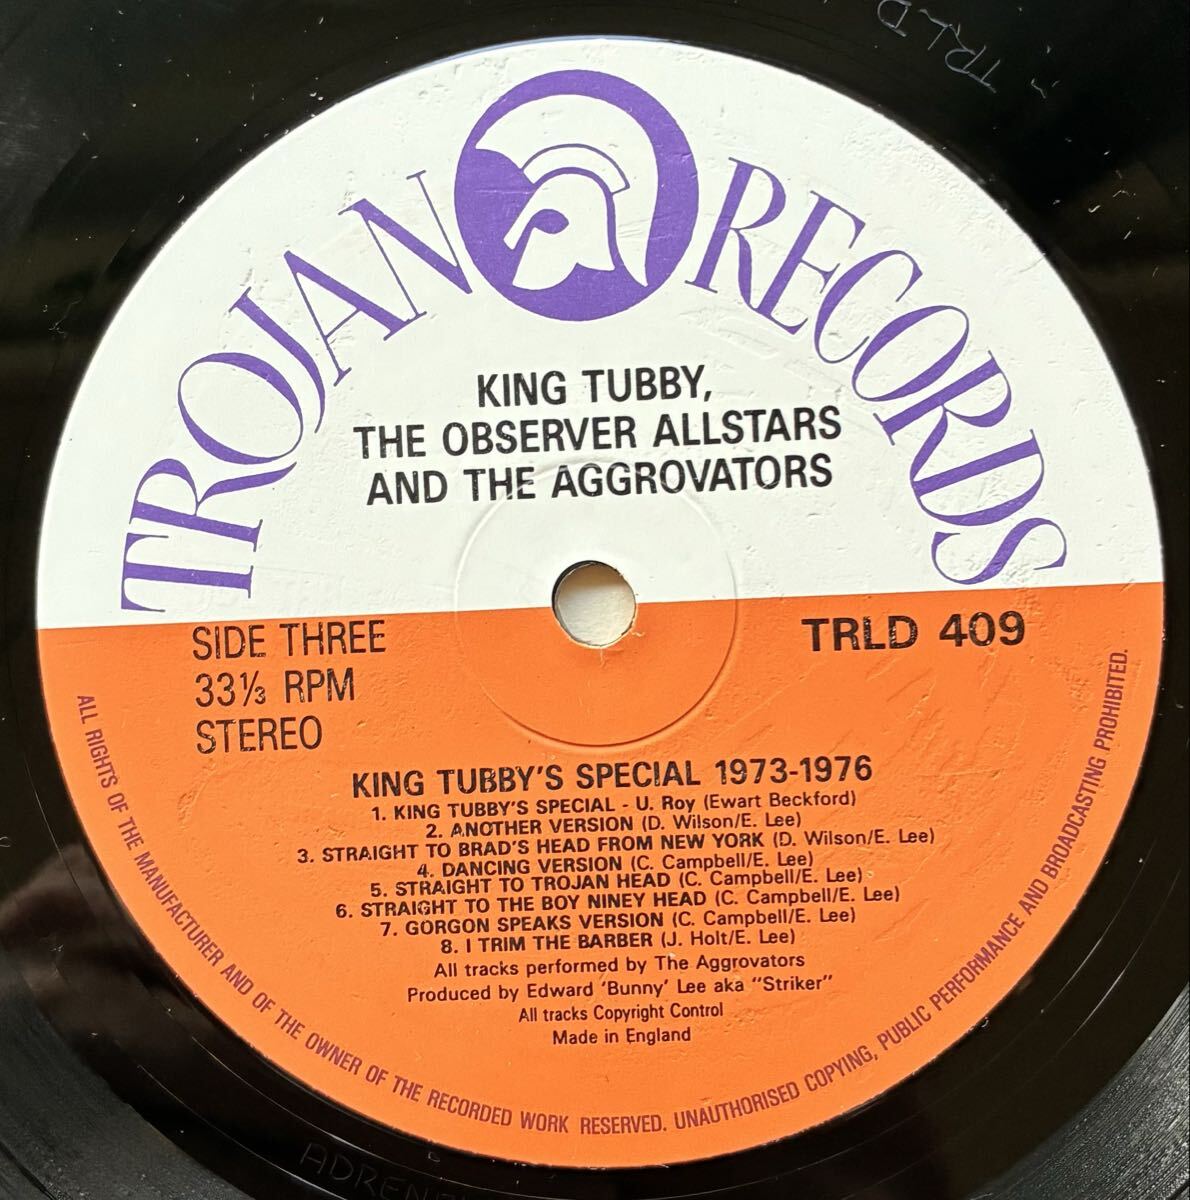 TRLD
TROJAN RECORDS
KING TUBBY,
THE OBSERVER ALLSTARS
AND THE AGGROVATORS
SIDE THREE
33⅓ RPM
STEREO
TRLD 409
KING TUBBY'S SPECIAL 1973-1976
1. KING TUBBY'S SPECIAL - U. Roy (Ewart Beckford)
2. ANOTHER VERSION (D. Wilson/E. Lee)
3. STRAIGHT TO BRAD'S HEAD FROM NEW YORK (D. Wilson/E. Lee)
4. DANCING VERSION (C. Campbell/E. Lee)
5. STRAIGHT TO TROJAN HEAD (C. Campbell/E. Lee)
6. STRAIGHT TO THE BOY NINEY HEAD (C. Campbell/E. Lee)
7. GORGON SPEAKS VERSION (C. Campbell/E. Lee)
8. I TRIM THE BARBER (J. Holt/E. Lee)
All tracks performed by The Aggrovators
Produced by Edward 'Bunny' Lee aka "Striker"
All tracks Copyright Control
Made in England
ALL RIGHTS OF THE MANUFACTURER AND OF THE OWNER OF THE RECORDED WORK RESERVED. UNAUTHORISED COPYING, PUBLIC PERFORMANCE AND BROADCASTING PROHIBITED.